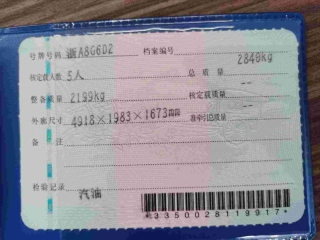 号牌号码 浙A8G6D2 档案编号
核定载人数 5人 总质量 2840kg
整备质量 2199kg 核定载质量 --
外廓尺寸 4918×1983×1673mm 准牵引总质量 --
备注
检验记录 汽油
*3350028119917*